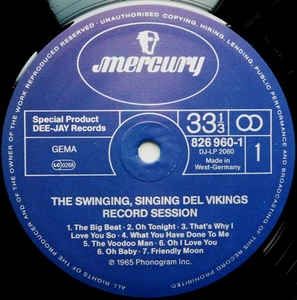 UNAUTHORISED COPYING, HIRING, LENDING, PUBLIC PERFORMANCE AND BROADCASTING OF THIS RECORD PROHIBITED
ALL RIGHTS OF THE PRODUCER AND OF THE OWNER OF THE WORK REPRODUCED RESERVED
mercury
Special Product
DEE-JAY Records
GEMA
LC 0268
33 1/3
826 960-1
DJ-LP 2060
Made in
West-Germany
1
THE SWINGING, SINGING DEL VIKINGS
RECORD SESSION
1. The Big Beat - 2. Oh Tonight - 3. That's Why I
Love You So - 4. What You Have Done To Me
5. The Voodoo Man - 6. Oh I Love You
6. Oh Baby - 7. Friendly Moon
℗ 1965 Phonogram Inc.